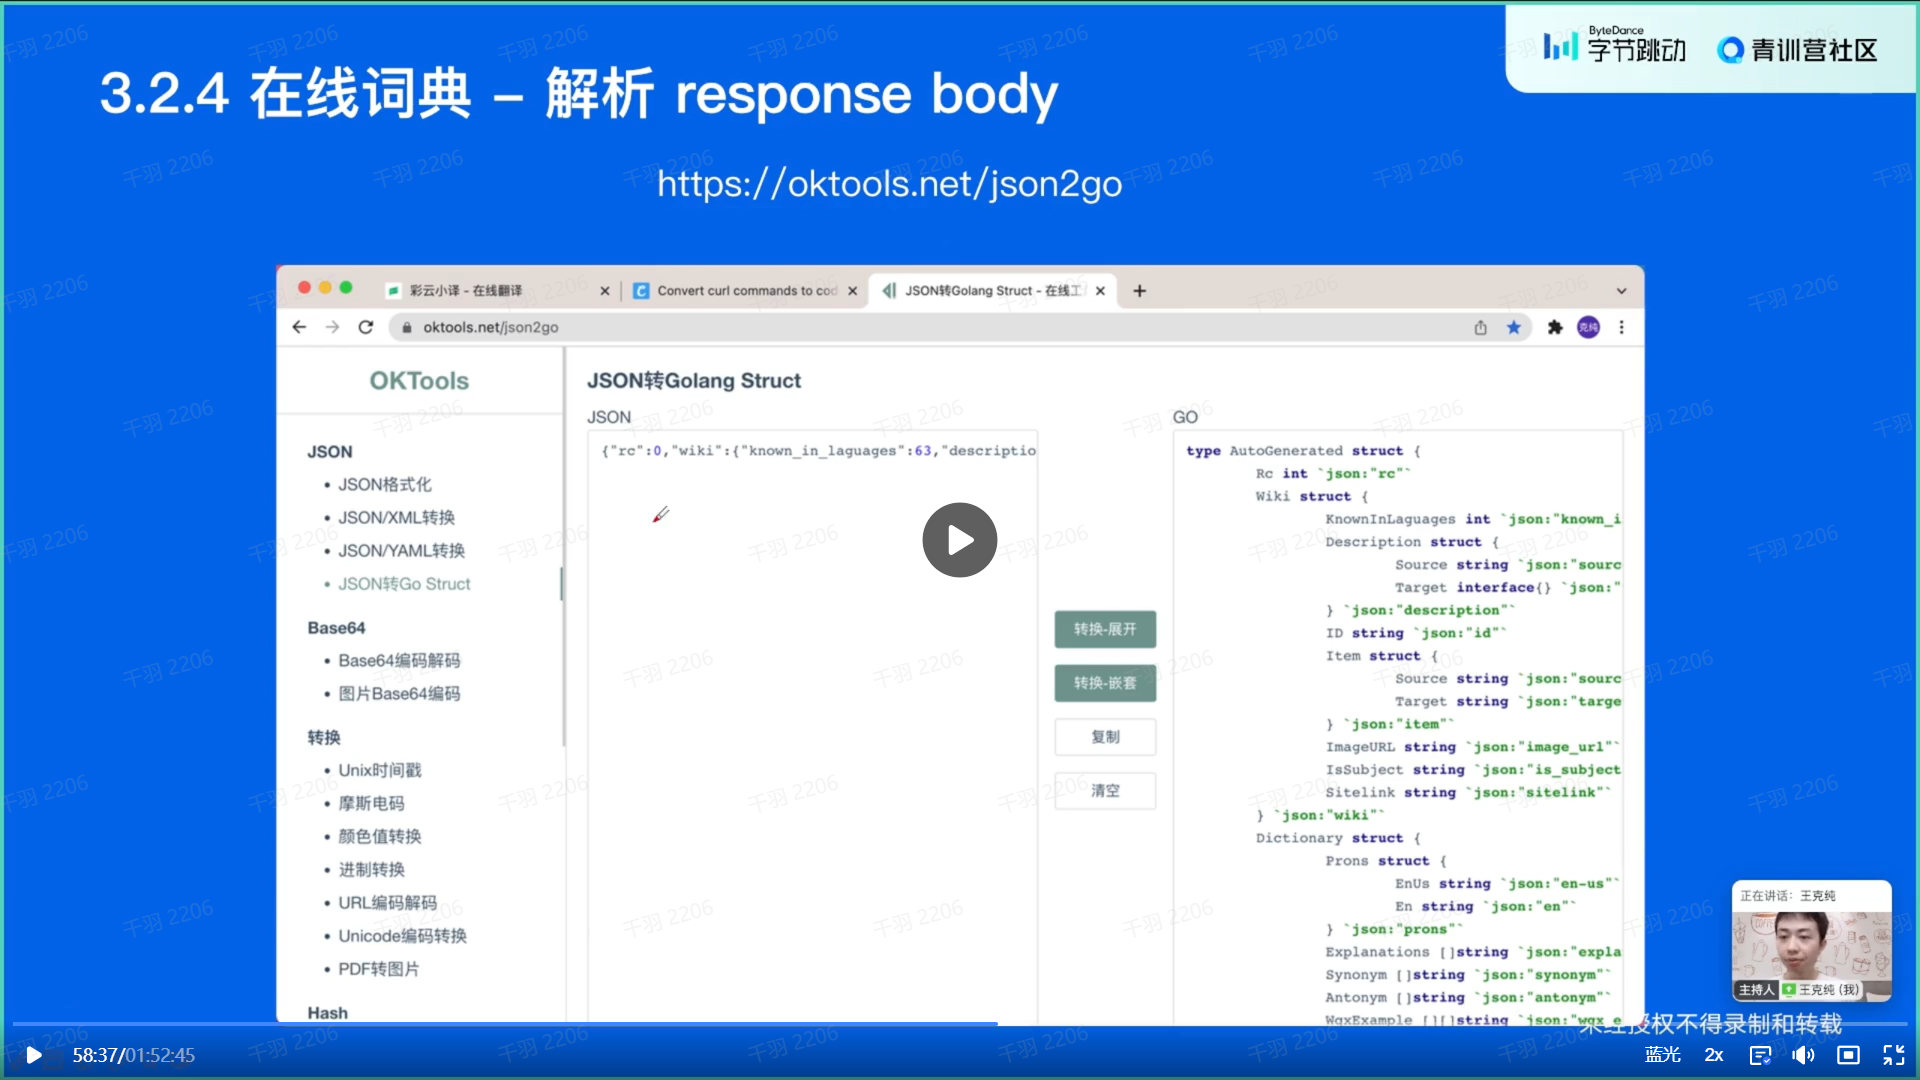 3.2.4 在线词典 – 解析 response body
ByteDance
字节跳动
青训营社区
https://oktools.net/json2go
彩云小译 - 在线翻译
Convert curl commands to cod
JSON转Golang Struct - 在线工
oktools.net/json2go
克纯
OKTools
JSON
JSON格式化
JSON/XML转换
JSON/YAML转换
JSON转Go Struct
Base64
Base64编码解码
图片Base64编码
转换
Unix时间戳
摩斯电码
颜色值转换
进制转换
URL编码解码
Unicode编码转换
PDF转图片
Hash
JSON转Golang Struct
JSON
{"rc":0,"wiki":{"known_in_laguages":63,"descriptio
转换-展开
转换-嵌套
复制
清空
GO
type AutoGenerated struct {
Rc int `json:"rc"`
Wiki struct {
KnownInLaguages int `json:"known_i
Description struct {
Source string `json:"sourc
Target interface{} `json:"
} `json:"description"`
ID string `json:"id"`
Item struct {
Source string `json:"sourc
Target string `json:"targe
} `json:"item"`
ImageURL string `json:"image_url"`
IsSubject string `json:"is_subject
Sitelink string `json:"sitelink"`
} `json:"wiki"`
Dictionary struct {
Prons struct {
EnUs string `json:"en-us"`
En string `json:"en"`
} `json:"prons"`
Explanations []string `json:"expla
Synonym []string `json:"synonym"`
Antonym []string `json:"antonym"`
WqxExample [][]string `json:"wqx_e
正在讲话: 王克纯
主持人 王克纯 (我)
未经授权不得录制和转载
58:37/01:52:45
蓝光 2x
千羽 2206